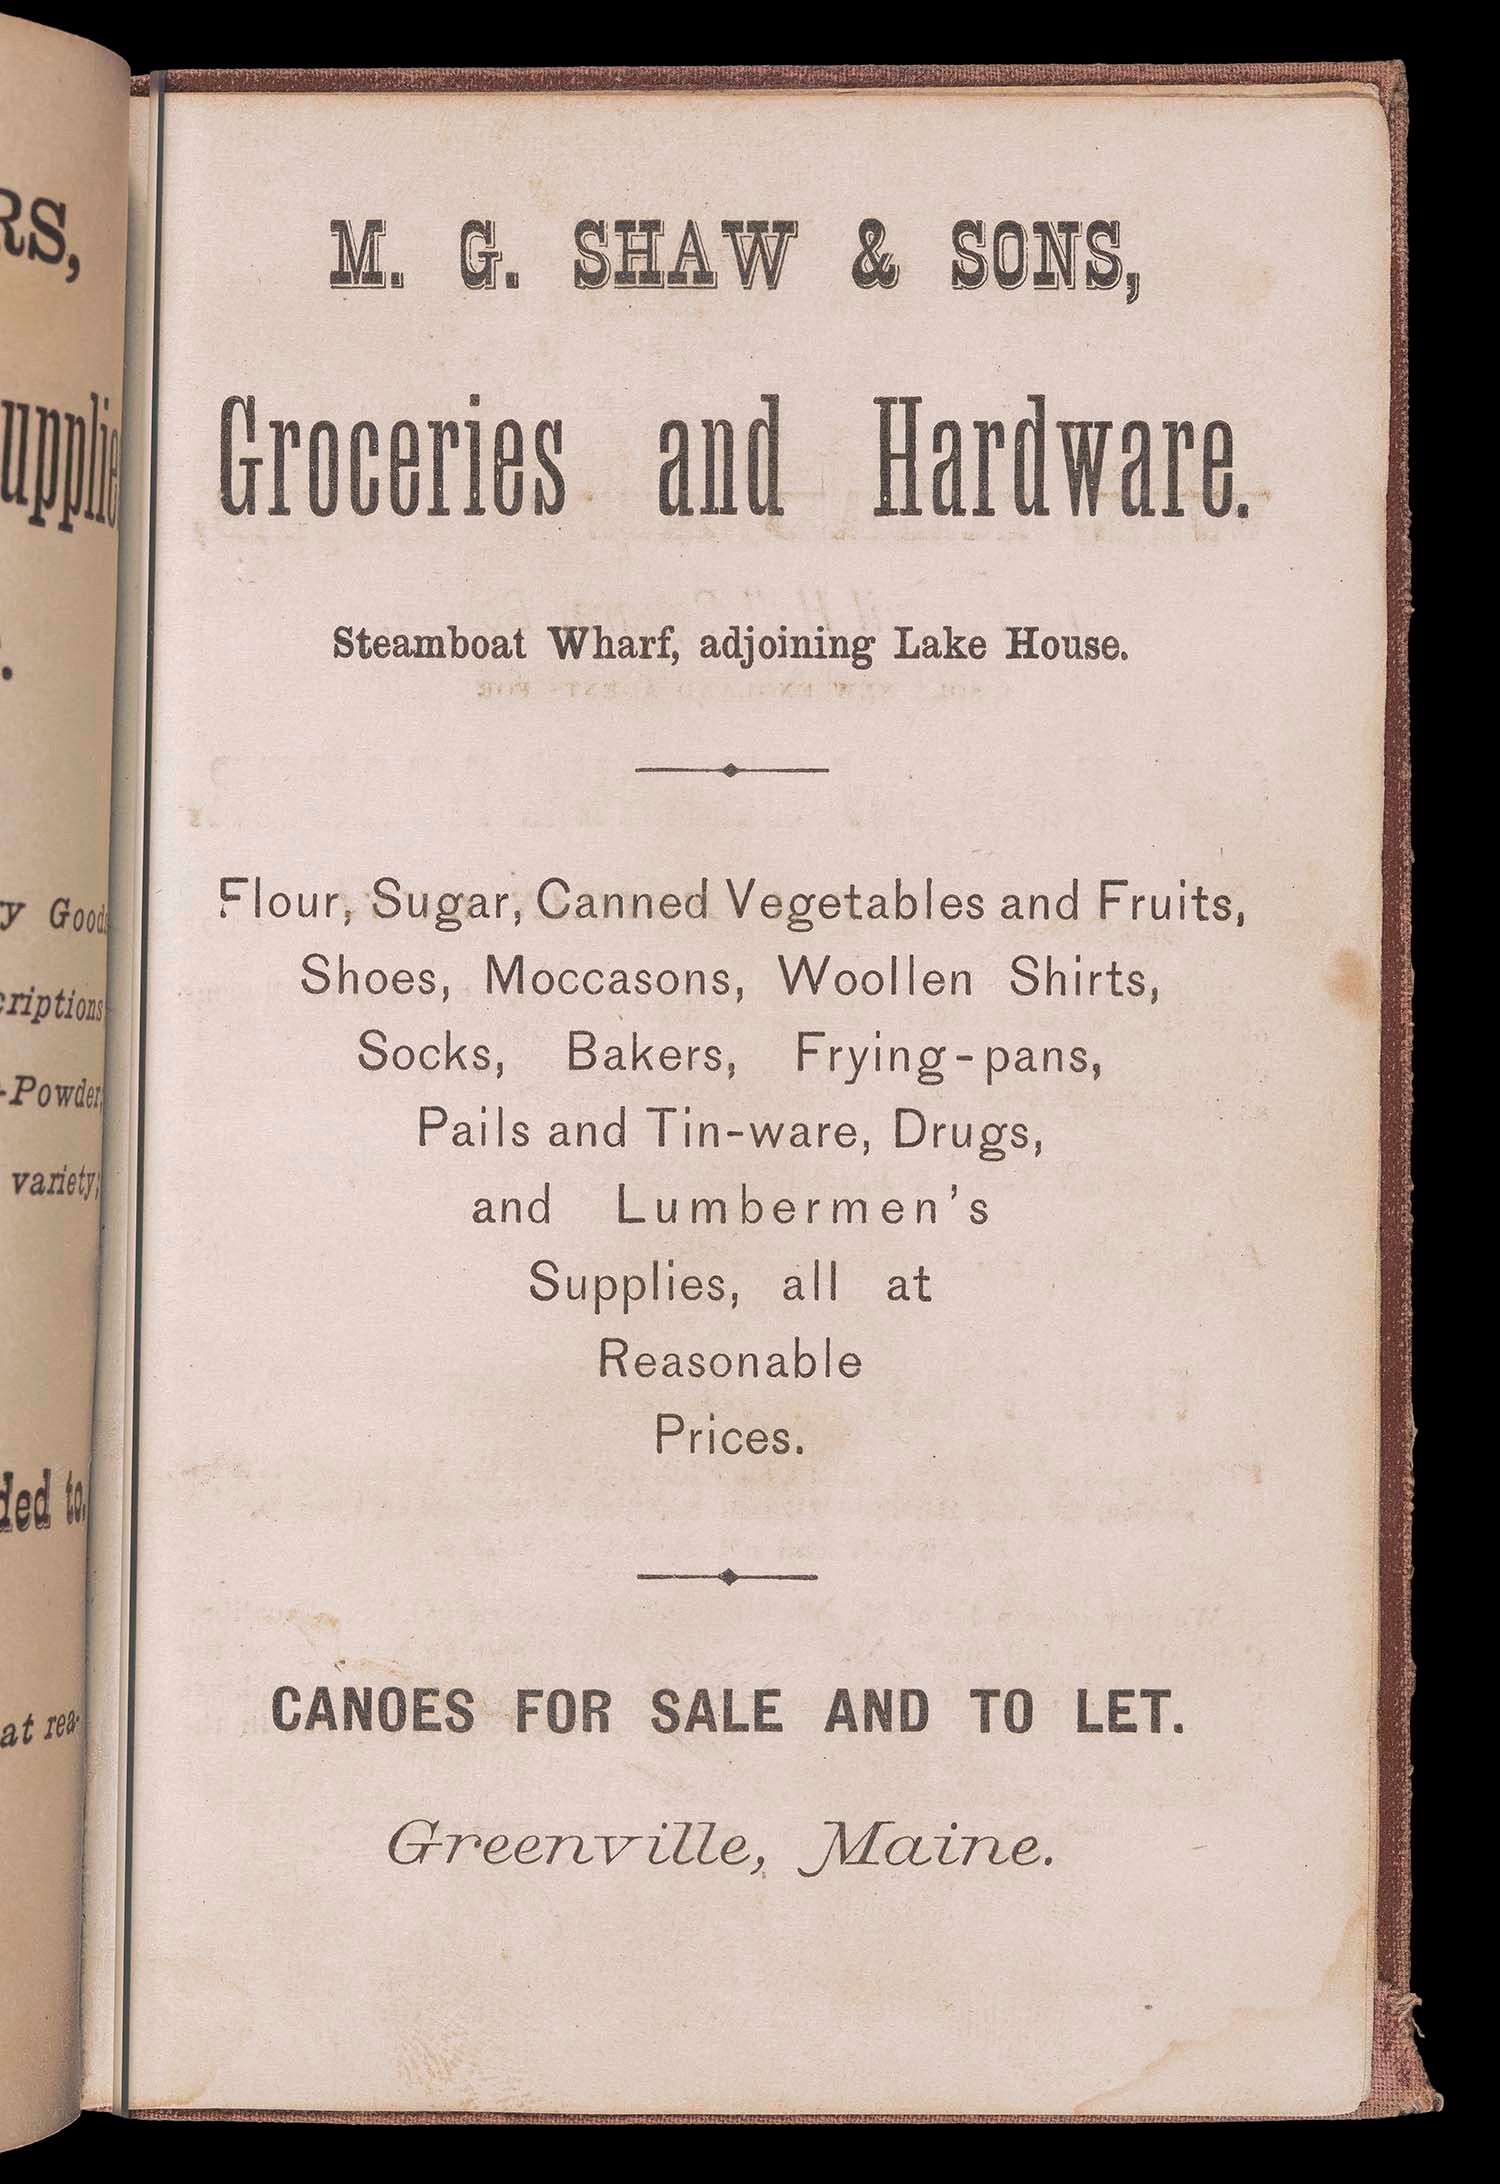 M. G. SHAW & SONS,
Groceries and Hardware.
Steamboat Wharf, adjoining Lake House.
Flour, Sugar, Canned Vegetables and Fruits,
Shoes, Moccasons, Woollen Shirts,
Socks, Bakers, Frying-pans,
Pails and Tin-ware, Drugs,
and Lumbermen's
Supplies, all at
Reasonable
Prices.
CANOES FOR SALE AND TO LET.
Greenville, Maine.